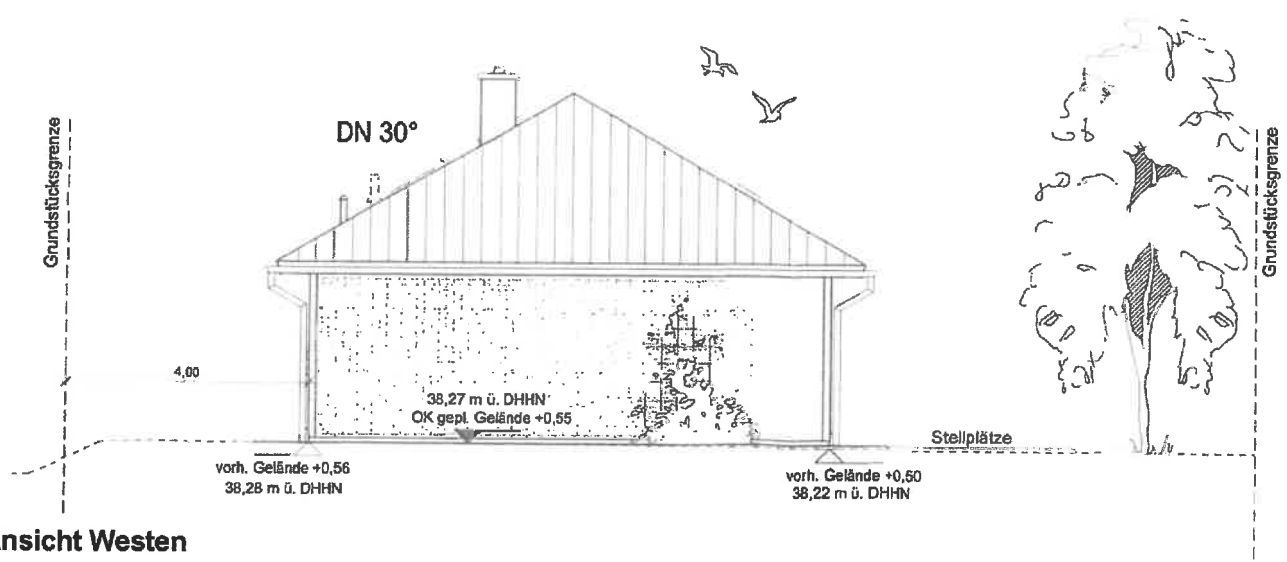 DN 30°
Grundstücksgrenze
Grundstücksgrenze
4,00
38,27 m ü. DHHN
OK gepl. Gelände +0,55
Stellplätze
vorh. Gelände +0,56
38,28 m ü. DHHN
vorh. Gelände +0,50
38,22 m ü. DHHN
nsicht Westen